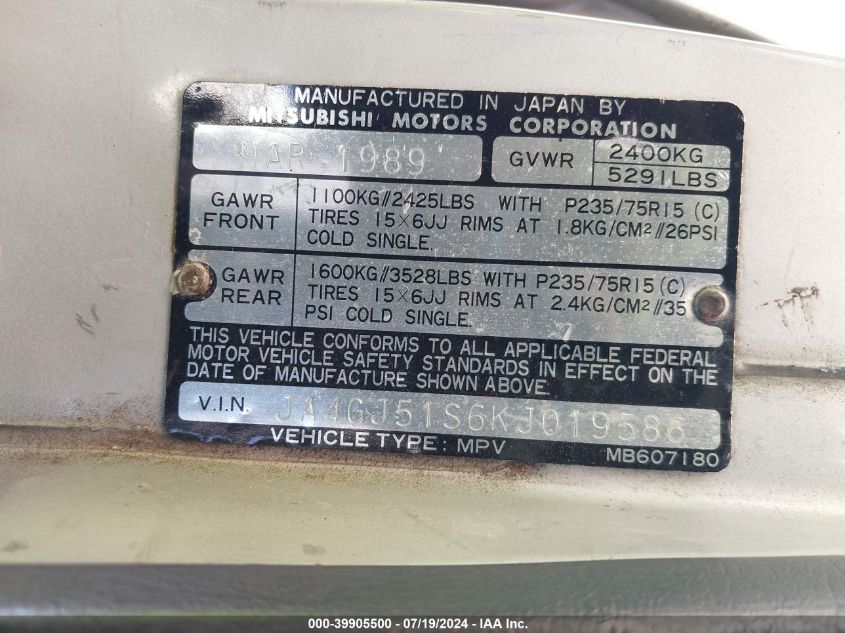 MANUFACTURED IN JAPAN BY
MITSUBISHI MOTORS CORPORATION
MAR 1989
GVWR 2400KG
5291LBS
GAWR FRONT
1100KG//2425LBS WITH P235/75R15 (C)
TIRES 15×6JJ RIMS AT 1.8KG/CM²//26PSI
COLD SINGLE.
GAWR REAR
1600KG//3528LBS WITH P235/75R15 (C)
TIRES 15×6JJ RIMS AT 2.4KG/CM²//35
PSI COLD SINGLE.
THIS VEHICLE CONFORMS TO ALL APPLICABLE FEDERAL
MOTOR VEHICLE SAFETY STANDARDS IN EFFECT ON THE
DATE OF MANUFACTURE SHOWN ABOVE.
V.I.N. JA4GJ51S6KJ019586
VEHICLE TYPE: MPV
MB607180
000-39905500 - 07/19/2024 - IAA Inc.